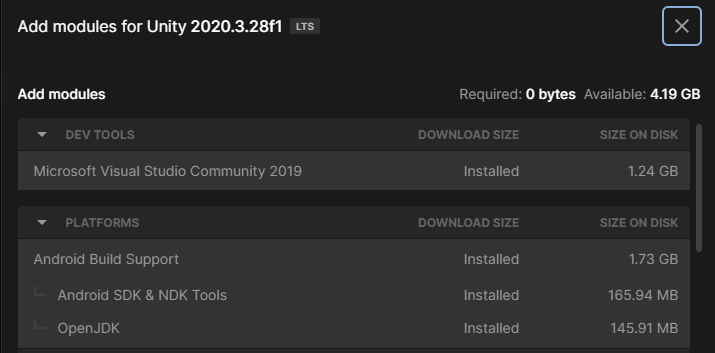 Add modules for Unity 2020.3.28f1 LTS
Add modules Required: 0 bytes Available: 4.19 GB
DEV TOOLS DOWNLOAD SIZE SIZE ON DISK
Microsoft Visual Studio Community 2019 Installed 1.24 GB
PLATFORMS DOWNLOAD SIZE SIZE ON DISK
Android Build Support Installed 1.73 GB
Android SDK & NDK Tools Installed 165.94 MB
OpenJDK Installed 145.91 MB